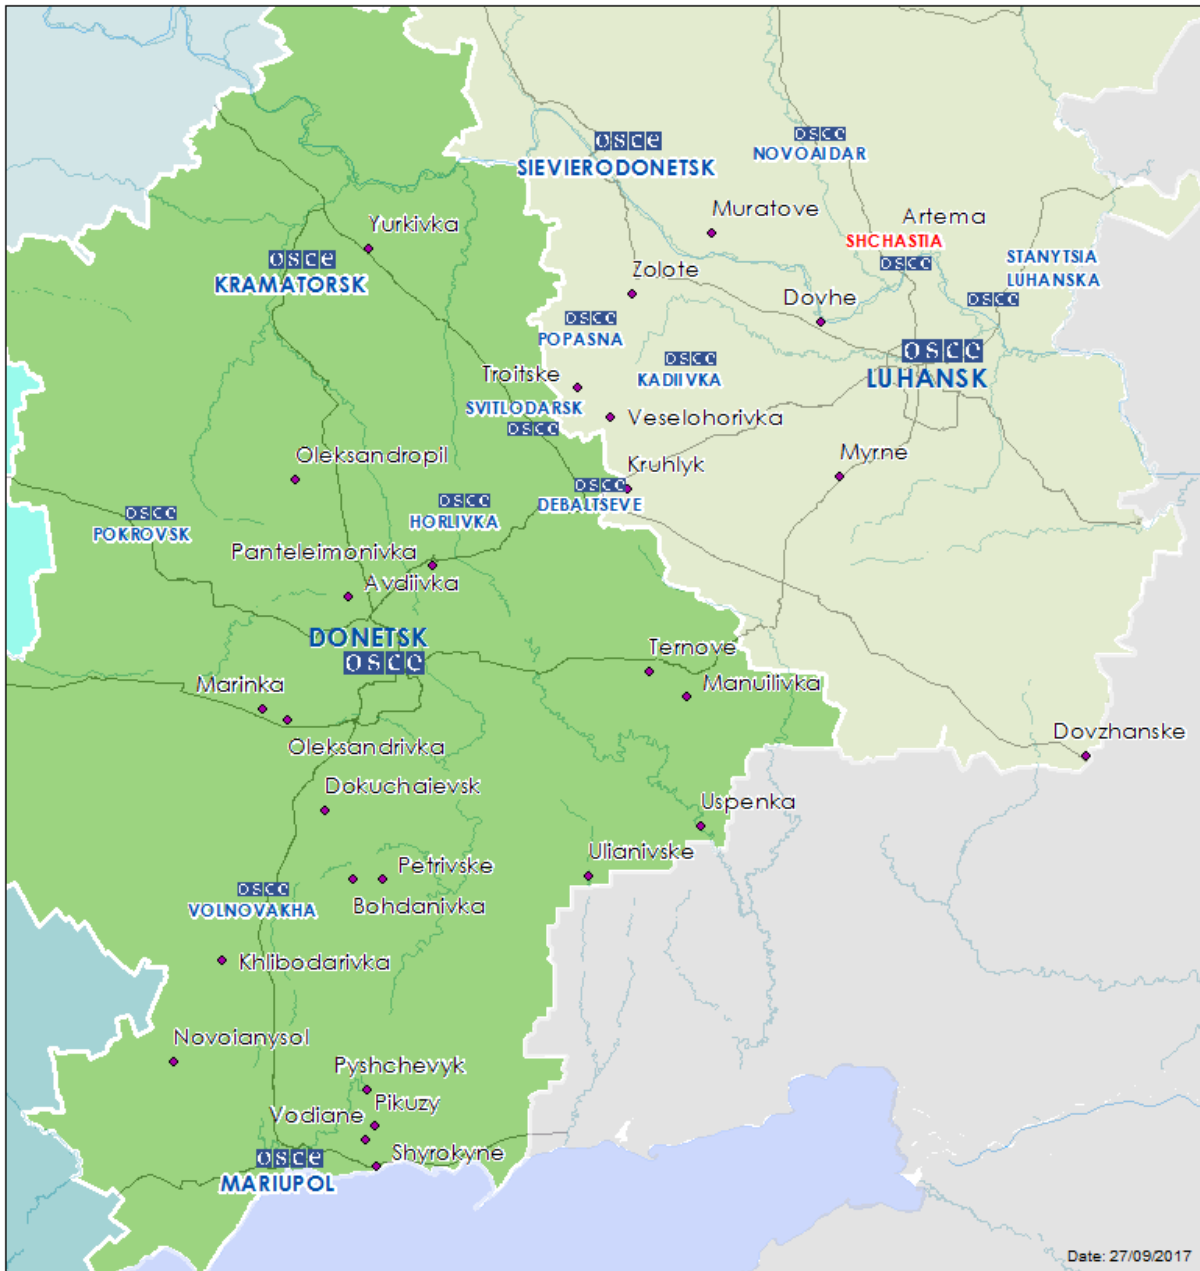 osce
SIEVIERODONETSK
osce
NOVOAIDAR
Muratove
Artema
SHCHASTIA
osce
STANYTSIA
LUHANSKA
osce
Yurkivka
osce
KRAMATORSK
Zolote
Dovhe
osce
POPASNA
osce
KADIIVKA
osce
LUHANSK
Troitske
SVITLODARSK
osce
Veselohorivka
Oleksandropil
Kruhlyk
Myrne
osce
DEBALTSEVE
osce
HORLIVKA
osce
POKROVSK
Panteleimonivka
Avdiivka
DONETSK
osce
Ternove
Manuilivka
Marinka
Oleksandrivka
Dovzhanske
Dokuchaievsk
Uspenka
Ulianivske
Petrivske
Bohdanivka
osce
VOLNOVAKHA
Khlibodarivka
Novoianysol
Pyshchevyk
Pikuzy
Vodiane
Shyrokyne
osce
MARIUPOL
Date: 27/09/2017